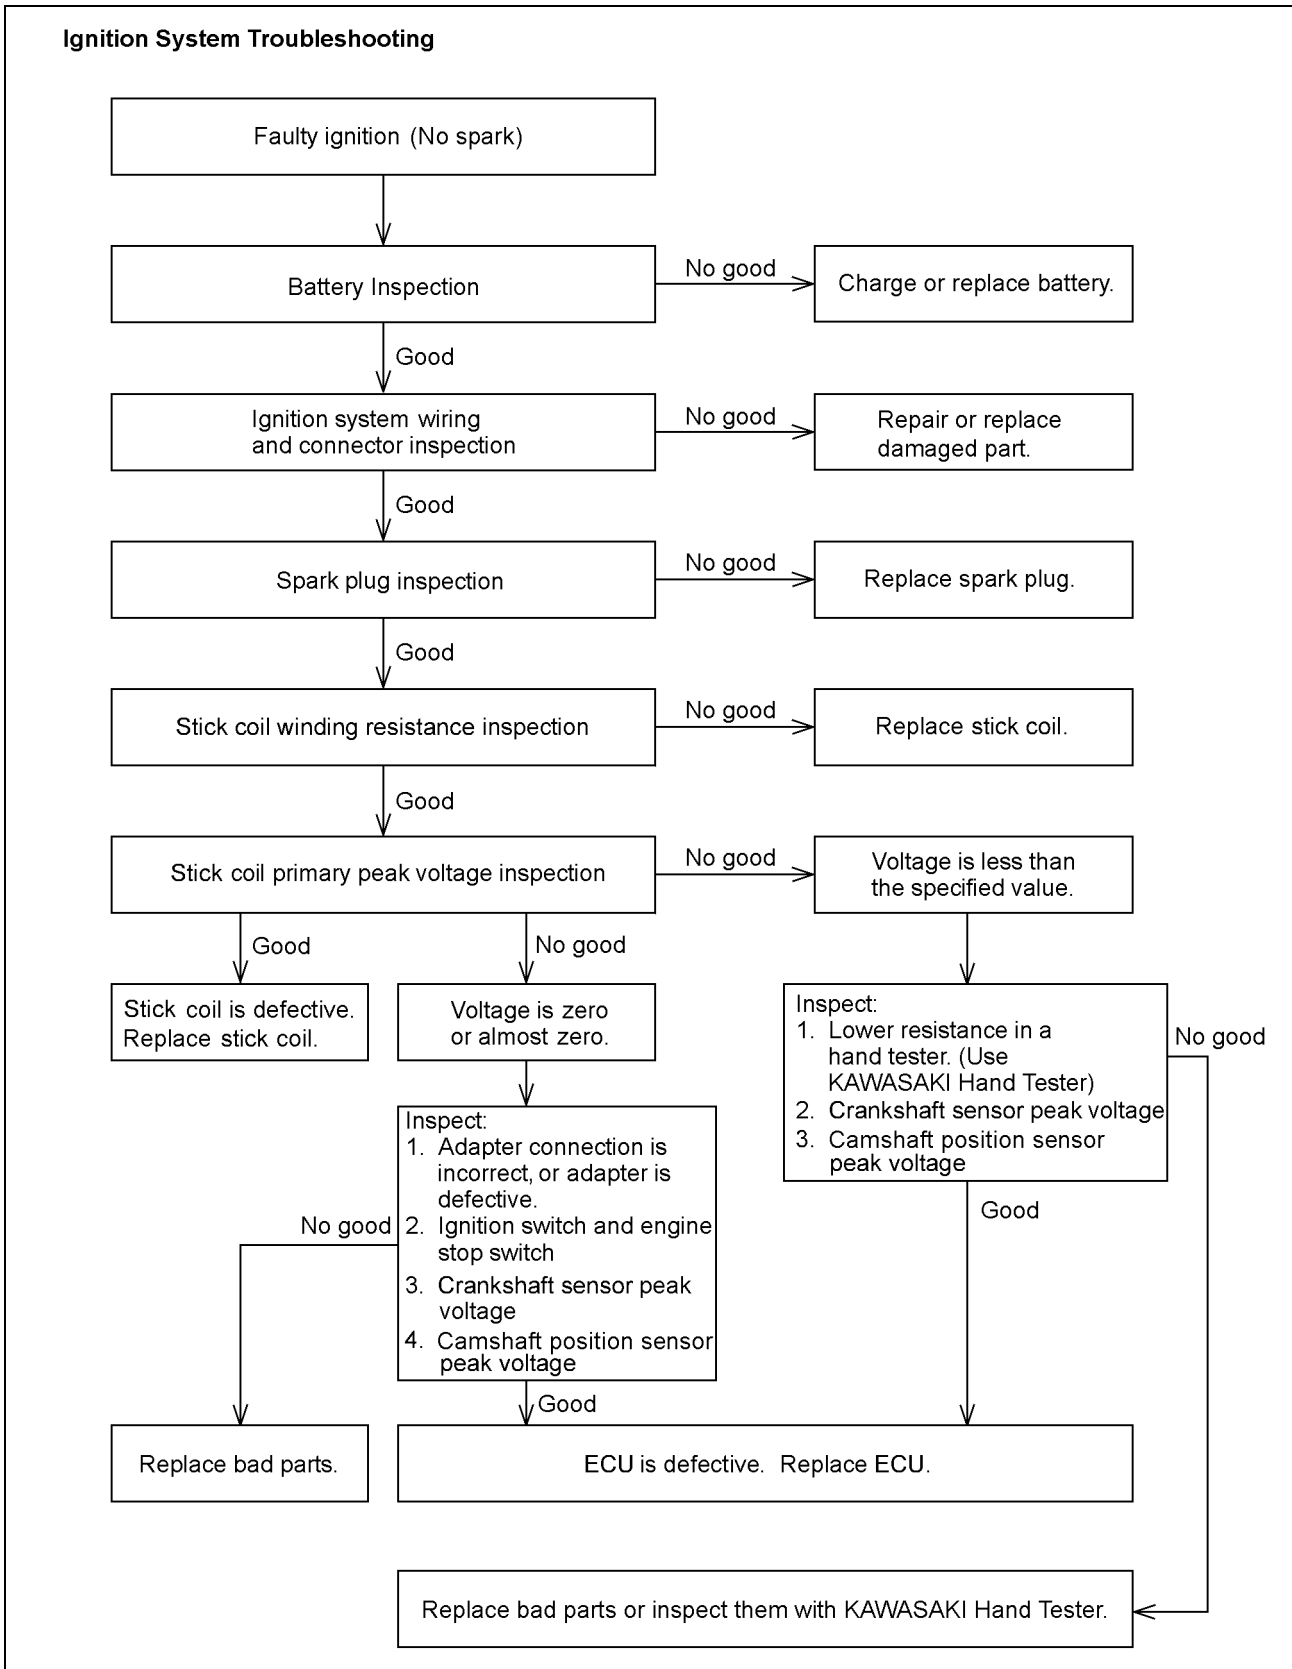 Ignition System Troubleshooting
Faulty ignition (No spark)
Battery Inspection
No good
Charge or replace battery.
Good
Ignition system wiring
and connector inspection
No good
Repair or replace
damaged part.
Good
Spark plug inspection
No good
Replace spark plug.
Good
Stick coil winding resistance inspection
No good
Replace stick coil.
Good
Stick coil primary peak voltage inspection
No good
Voltage is less than
the specified value.
Good
No good
Stick coil is defective.
Replace stick coil.
Voltage is zero
or almost zero.
Inspect:
1. Lower resistance in a
hand tester. (Use
KAWASAKI Hand Tester)
2. Crankshaft sensor peak voltage
3. Camshaft position sensor
peak voltage
No good
Good
Inspect:
1. Adapter connection is
incorrect, or adapter is
defective.
2. Ignition switch and engine
stop switch
3. Crankshaft sensor peak
voltage
4. Camshaft position sensor
peak voltage
No good
Good
Replace bad parts.
ECU is defective. Replace ECU.
Replace bad parts or inspect them with KAWASAKI Hand Tester.